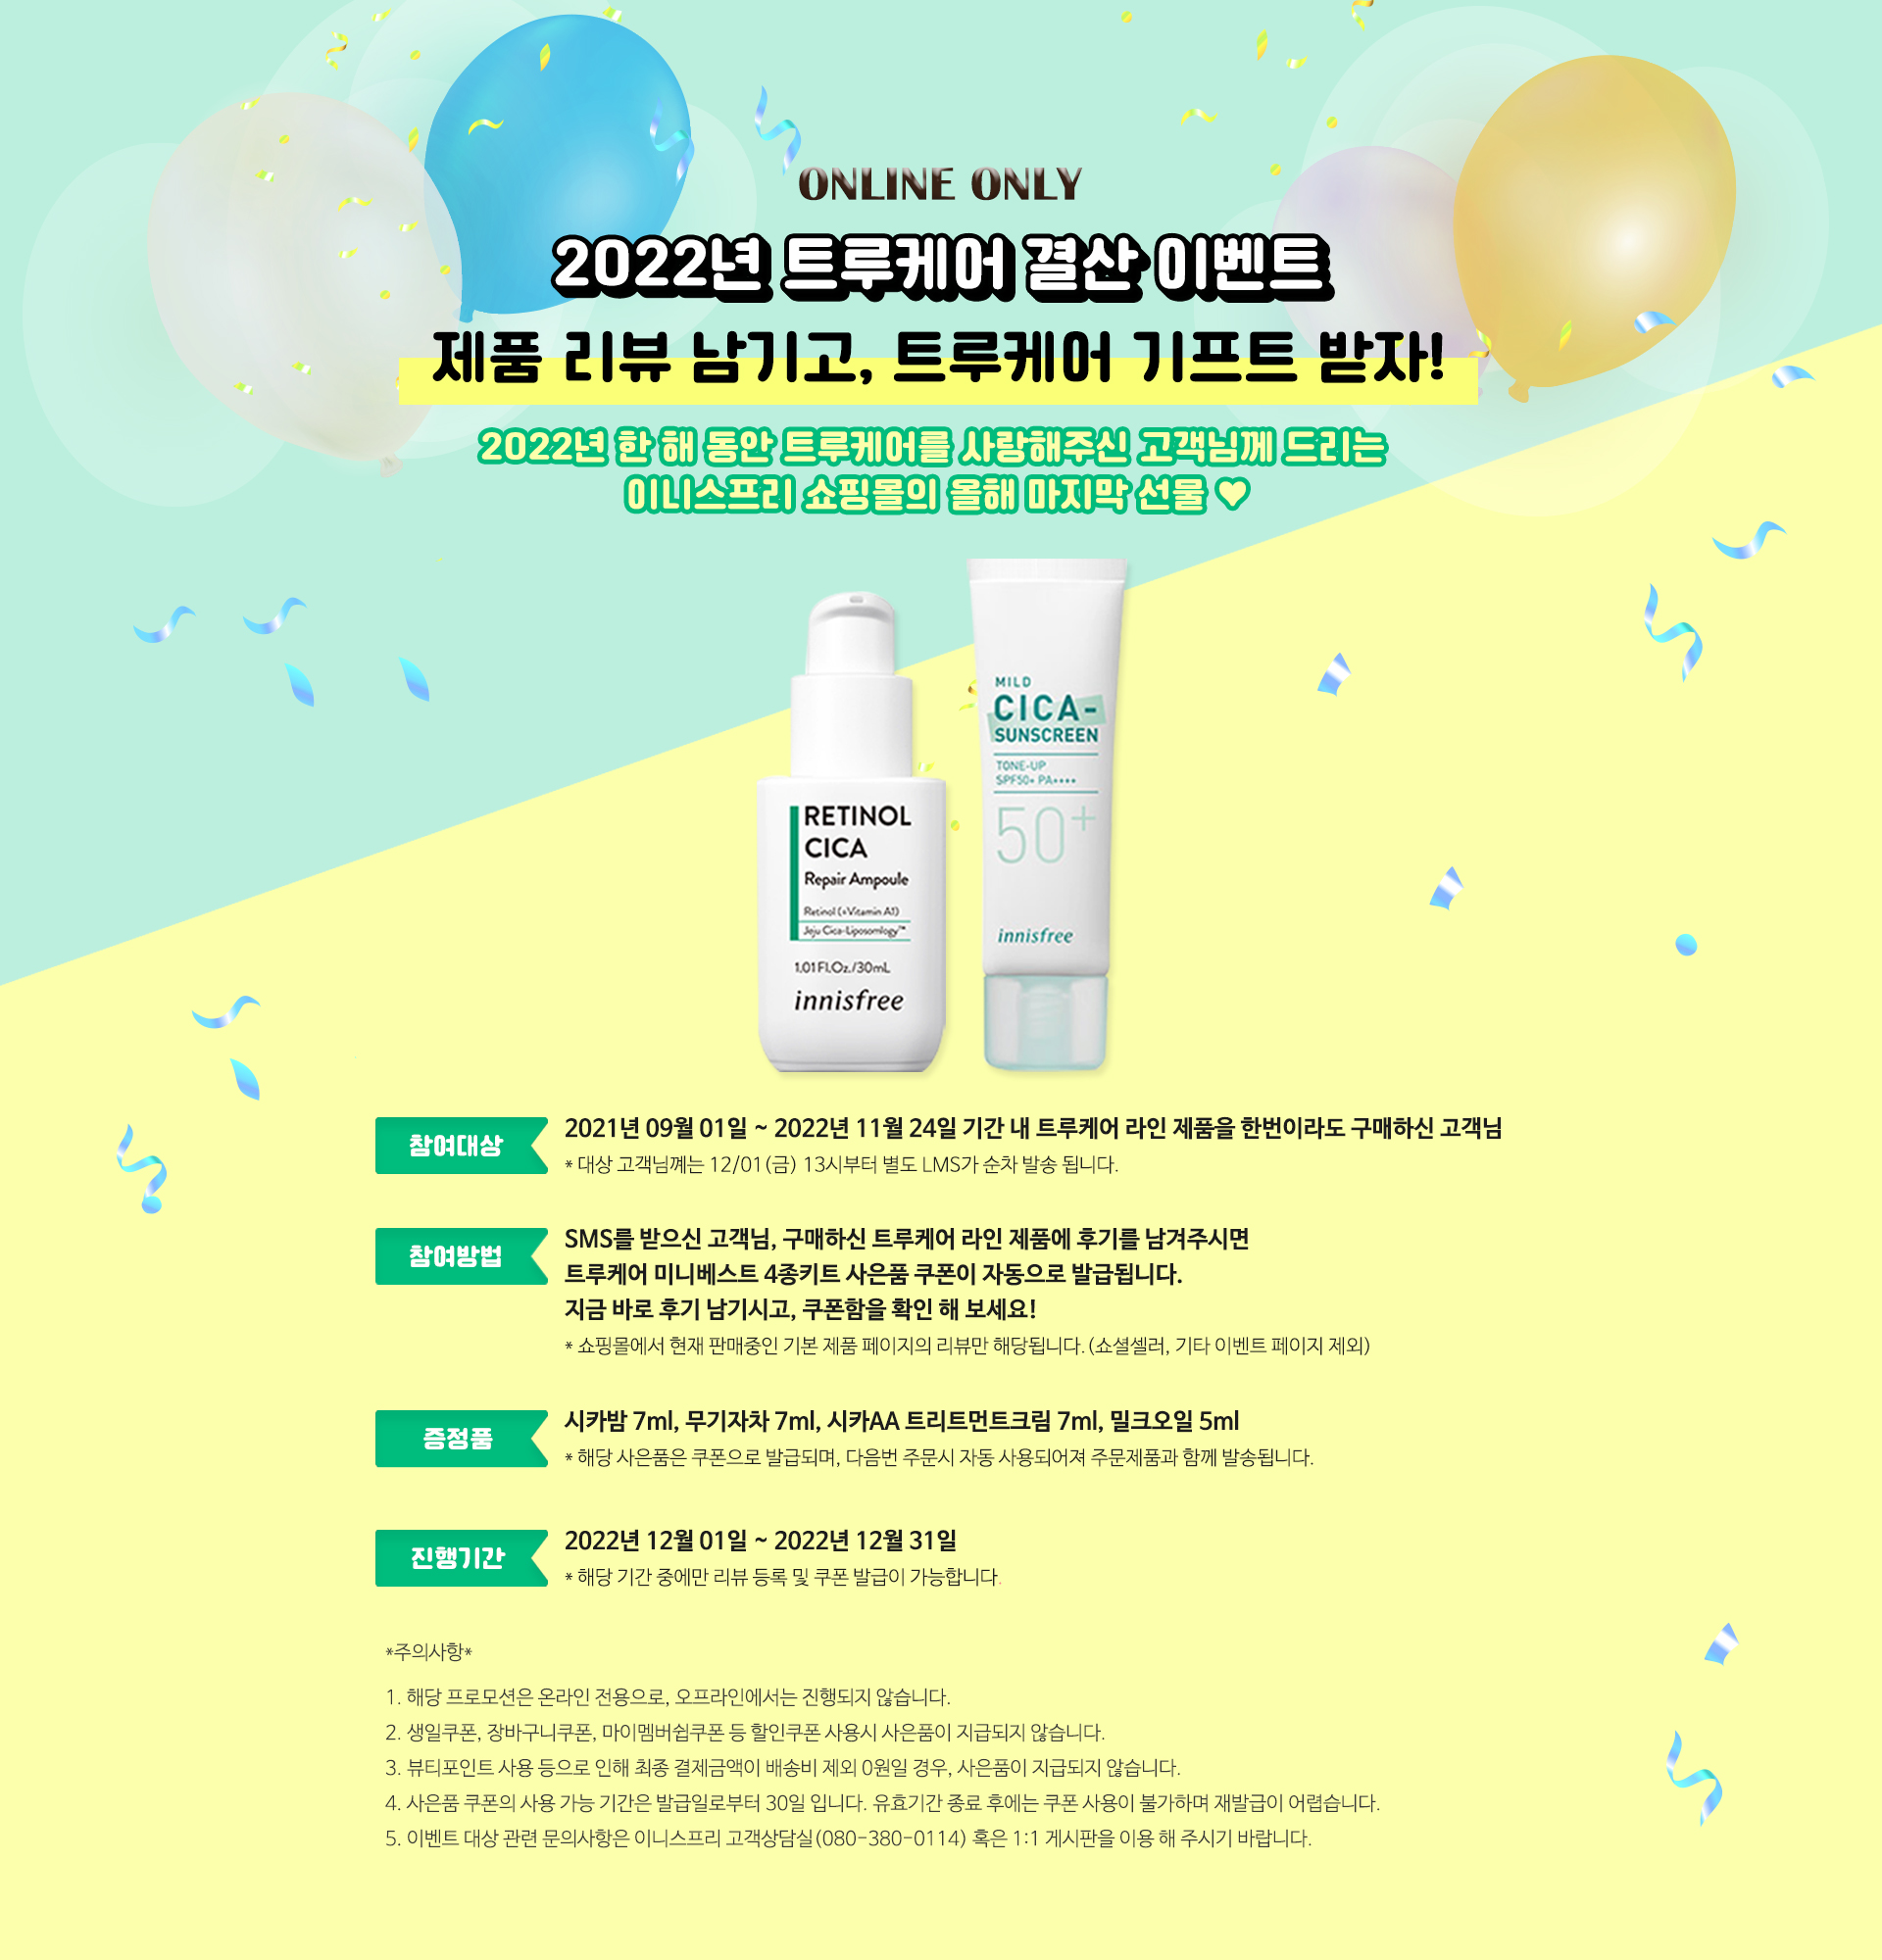 ONLINE ONLY
2022년 트루케어 결산 이벤트
제품 리뷰 남기고, 트루케어 기프트 받자!
2022년 한 해 동안 트루케어를 사랑해주신 고객님께 드리는
이니스프리 쇼핑몰의 올해 마지막 선물 ♥
RETINOL
CICA
Repair Ampoule
Retinol (+Vitamin A1)
Jeju Cica-Liposomlogy™
1.01 Fl.Oz./30mL
innisfree
MILD
CICA-
SUNSCREEN
TONE-UP
SPF50+ PA++++
50+
innisfree
참여대상
2021년 09월 01일 ~ 2022년 11월 24일 기간 내 트루케어 라인 제품을 한번이라도 구매하신 고객님
* 대상 고객님께는 12/01(금) 13시부터 별도 LMS가 순차 발송 됩니다.
참여방법
SMS를 받으신 고객님, 구매하신 트루케어 라인 제품에 후기를 남겨주시면
트루케어 미니베스트 4종키트 사은품 쿠폰이 자동으로 발급됩니다.
지금 바로 후기 남기시고, 쿠폰함을 확인 해 보세요!
* 쇼핑몰에서 현재 판매중인 기본 제품 페이지의 리뷰만 해당됩니다. (쇼셜셀러, 기타 이벤트 페이지 제외)
증정품
시카밤 7ml, 무기자차 7ml, 시카AA 트리트먼트크림 7ml, 밀크오일 5ml
* 해당 사은품은 쿠폰으로 발급되며, 다음번 주문시 자동 사용되어져 주문제품과 함께 발송됩니다.
진행기간
2022년 12월 01일 ~ 2022년 12월 31일
* 해당 기간 중에만 리뷰 등록 및 쿠폰 발급이 가능합니다.
*주의사항*
1. 해당 프로모션은 온라인 전용으로, 오프라인에서는 진행되지 않습니다.
2. 생일쿠폰, 장바구니쿠폰, 마이멤버쉽쿠폰 등 할인쿠폰 사용시 사은품이 지급되지 않습니다.
3. 뷰티포인트 사용 등으로 인해 최종 결제금액이 배송비 제외 0원일 경우, 사은품이 지급되지 않습니다.
4. 사은품 쿠폰의 사용 가능 기간은 발급일로부터 30일 입니다. 유효기간 종료 후에는 쿠폰 사용이 불가하며 재발급이 어렵습니다.
5. 이벤트 대상 관련 문의사항은 이니스프리 고객상담실(080-380-0114) 혹은 1:1 게시판을 이용 해 주시기 바랍니다.